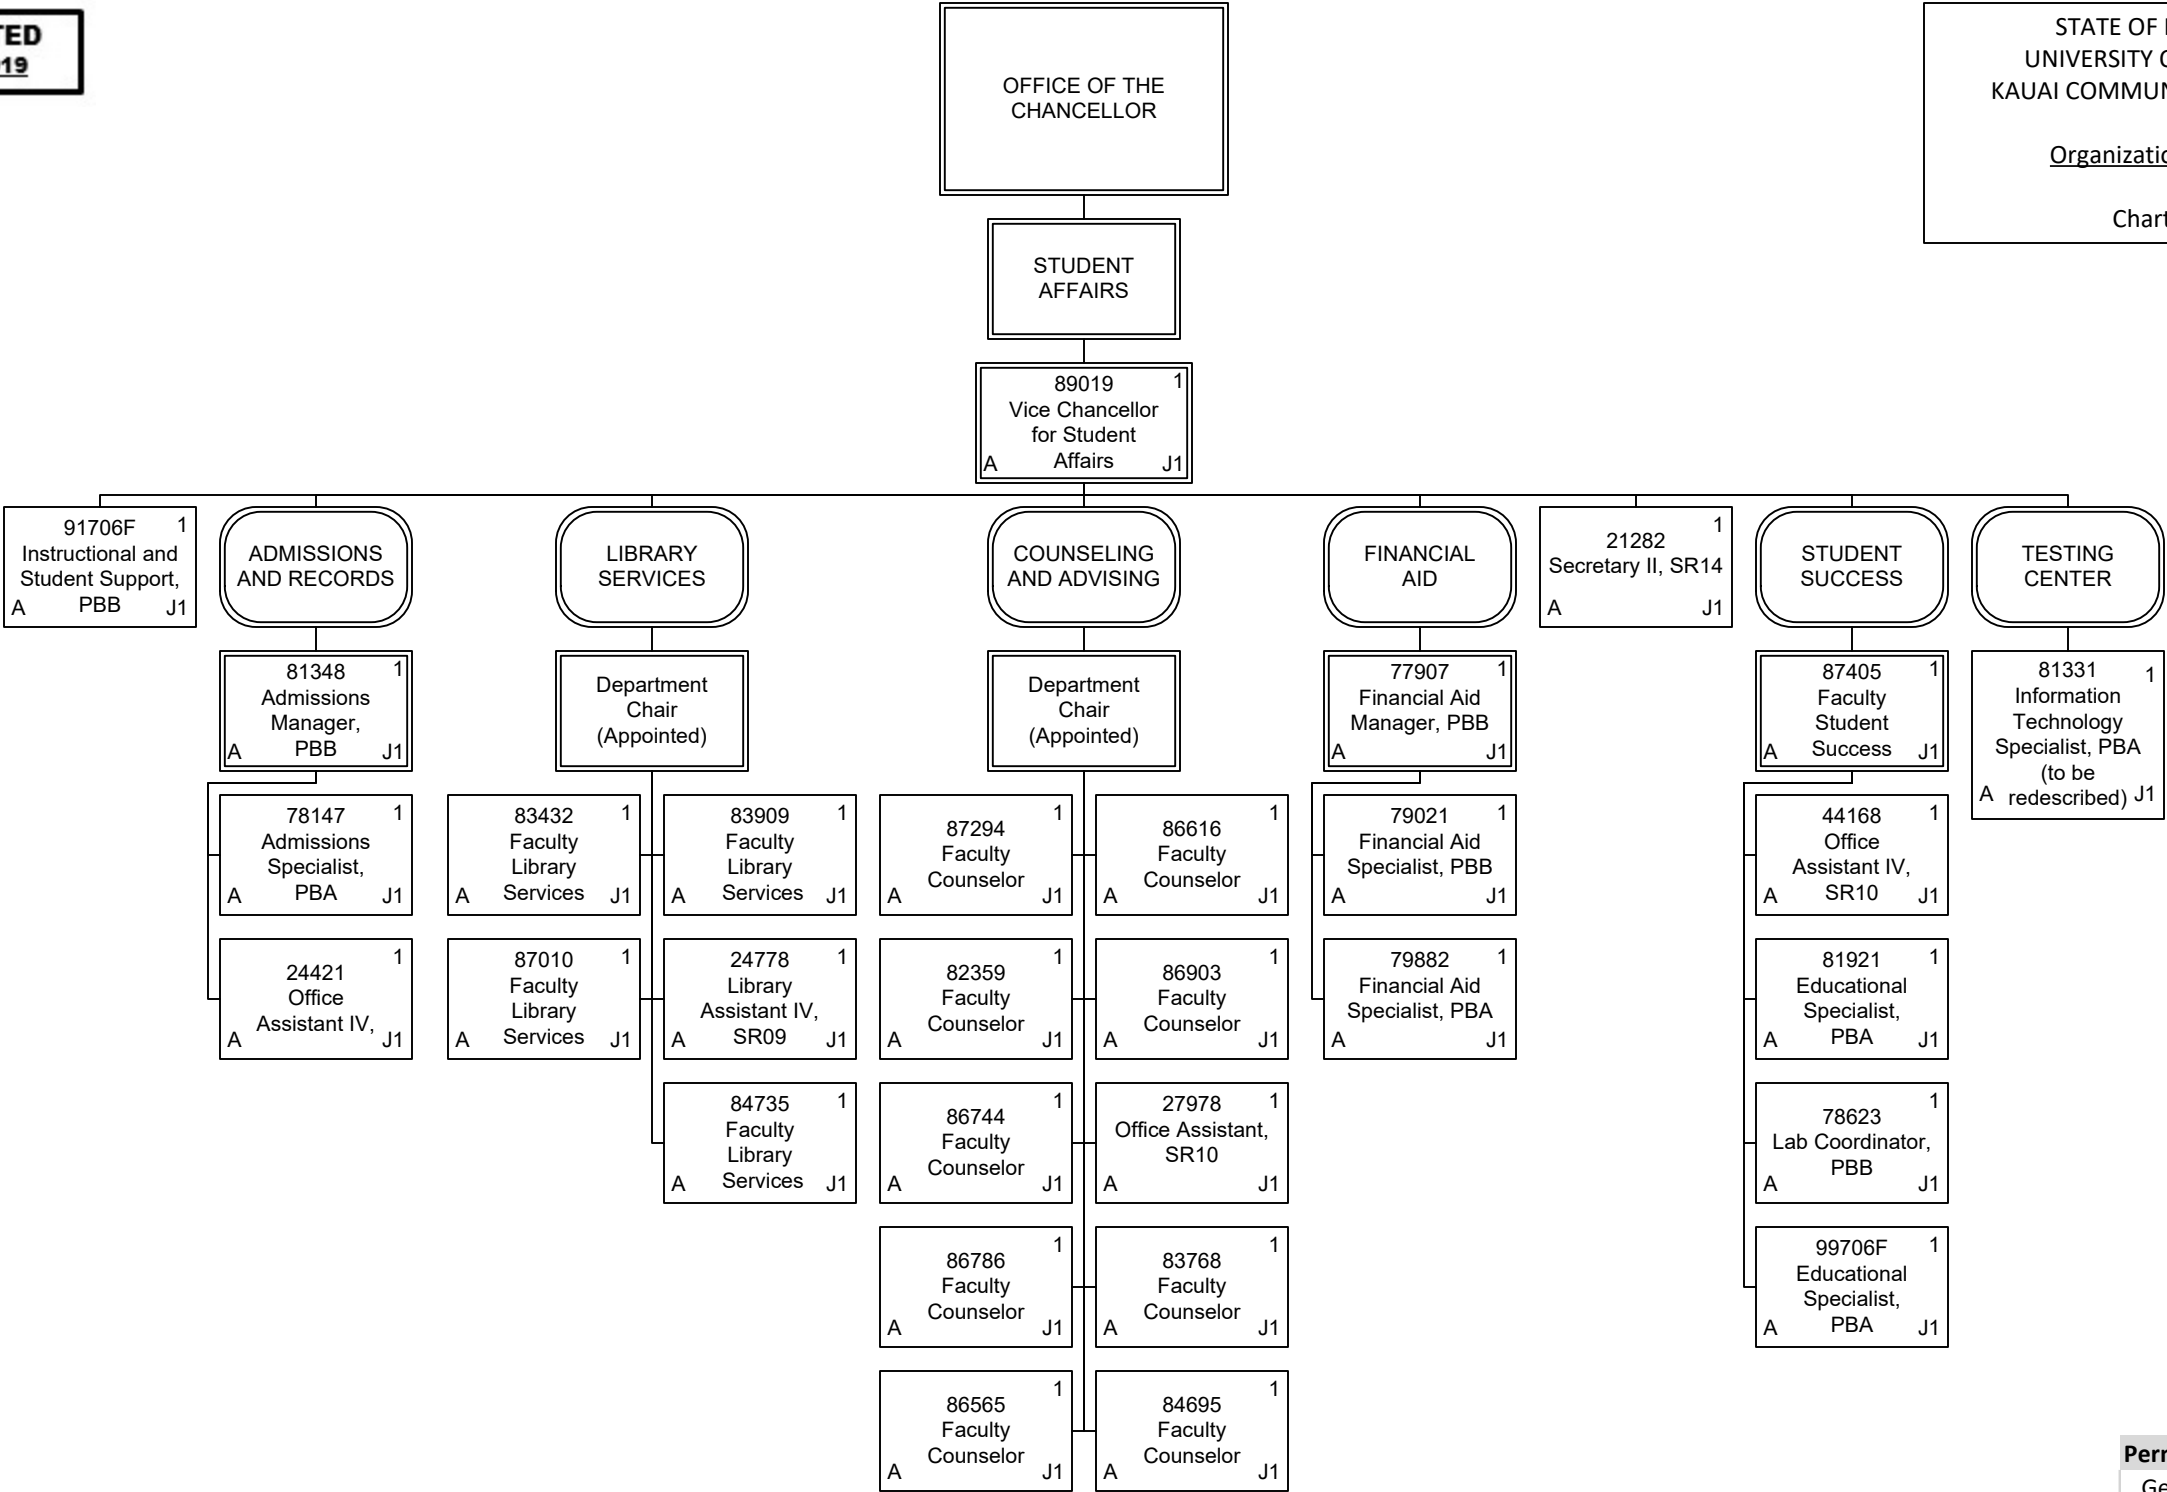 TED
19
OFFICE OF THE
CHANCELLOR
STATE OF
UNIVERSITY
KAUAI COMMUN
Organizatio
Chart
STUDENT
AFFAIRS
89019 1
Vice Chancellor
for Student
A Affairs J1
91706F 1
Instructional and
Student Support,
A PBB J1
ADMISSIONS
AND RECORDS
LIBRARY
SERVICES
COUNSELING
AND ADVISING
FINANCIAL
AID
1
21282
Secretary II, SR14
A J1
STUDENT
SUCCESS
TESTING
CENTER
81348 1
Admissions
Manager,
A PBB J1
Department
Chair
(Appointed)
Department
Chair
(Appointed)
77907 1
Financial Aid
Manager, PBB
A J1
87405 1
Faculty
Student
A Success J1
81331 1
Information
Technology
Specialist, PBA
(to be
A redescribed) J1
78147 1
Admissions
Specialist,
A PBA J1
83432 1
Faculty
Library
A Services J1
83909 1
Faculty
Library
A Services J1
1
87294
Faculty
Counselor
A J1
1
86616
Faculty
Counselor
A J1
79021 1
Financial Aid
Specialist, PBB
A J1
44168 1
Office
Assistant IV,
A SR10 J1
1
24421
Office
Assistant IV,
A J1
87010 1
Faculty
Library
A Services J1
24778 1
Library
Assistant IV,
A SR09 J1
1
82359
Faculty
Counselor
A J1
1
86903
Faculty
Counselor
A J1
79882 1
Financial Aid
Specialist, PBA
A J1
81921 1
Educational
Specialist,
A PBA J1
84735 1
Faculty
Library
A Services J1
1
86744
Faculty
Counselor
A J1
27978 1
Office Assistant,
SR10
A J1
1
78623
Lab Coordinator,
PBB
A J1
1
86786
Faculty
Counselor
A J1
1
83768
Faculty
Counselor
A J1
99706F 1
Educational
Specialist,
A PBA J1
1
86565
Faculty
Counselor
A J1
1
84695
Faculty
Counselor
A J1
Ge